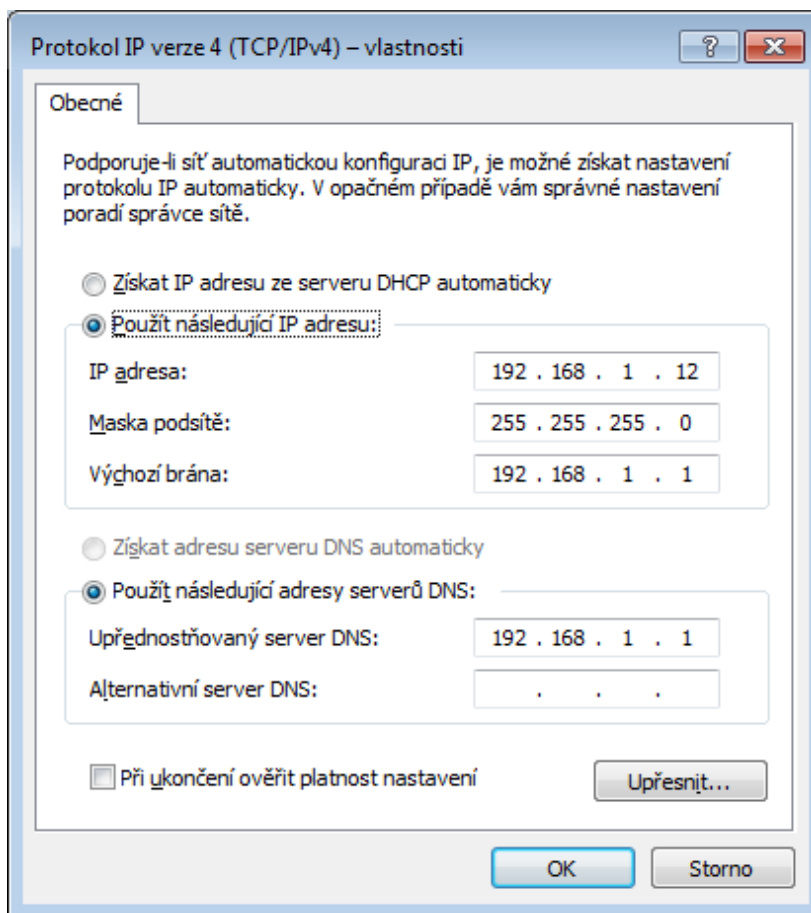 Protokol IP verze 4 (TCP/IPv4) – vlastnosti
?
Obecné
Podporuje-li síť automatickou konfiguraci IP, je možné získat nastavení
protokolu IP automaticky. V opačném případě vám správné nastavení
poradí správce sítě.
Získat IP adresu ze serveru DHCP automaticky
Použít následující IP adresu:
IP adresa: 192 . 168 . 1 . 12
Maska podsítě: 255 . 255 . 255 . 0
Výchozí brána: 192 . 168 . 1 . 1
Získat adresu serveru DNS automaticky
Použít následující adresy serverů DNS:
Upřednostňovaný server DNS: 192 . 168 . 1 . 1
Alternativní server DNS: . . .
Při ukončení ověřit platnost nastavení
Upřesnit...
OK Storno